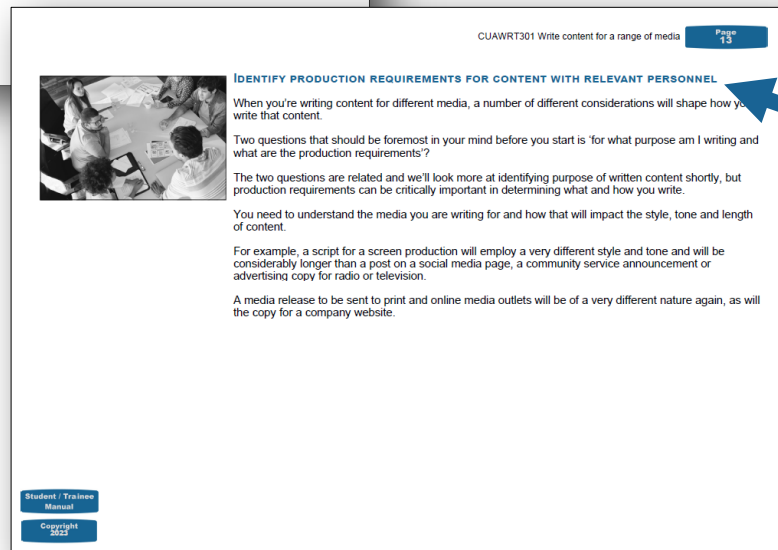 CUAWRT301 Write content for a range of media
Page
13
IDENTIFY PRODUCTION REQUIREMENTS FOR CONTENT WITH RELEVANT PERSONNEL
When you're writing content for different media, a number of different considerations will shape how
write that content.
Two questions that should be foremost in your mind before you start is 'for what purpose am I writing and
what are the production requirements'?
The two questions are related and we'll look more at identifying purpose of written content shortly, but
production requirements can be critically important in determining what and how you write.
You need to understand the media you are writing for and how that will impact the style, tone and length
of content.
For example, a script for a screen production will employ a very different style and tone and will be
considerably longer than a post on a social media page, a community service announcement or
advertising copy for radio or television.
A media release to be sent to print and online media outlets will be of a very different nature again, as will
the copy for a company website.
Student / Trainee
Manual
Copyright
2023